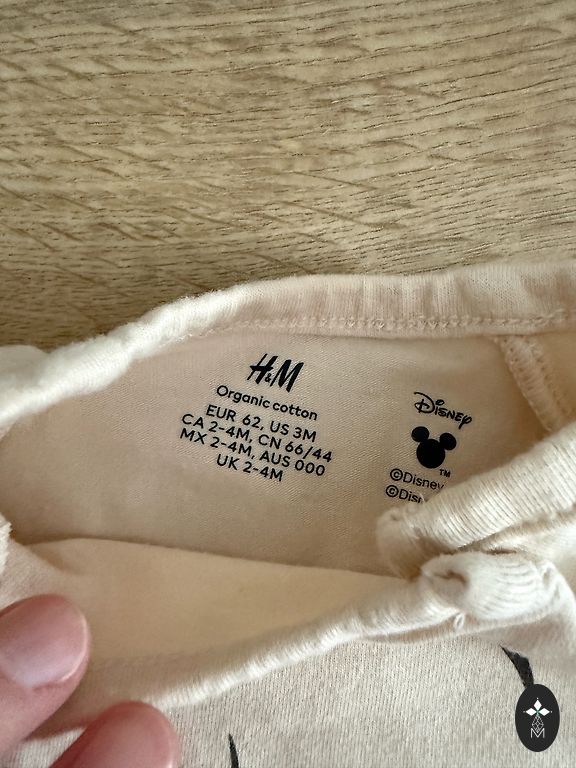 H&M
Organic cotton
EUR 62, US 3M
CA 2-4M, CN 66/44
MX 2-4M, AUS 000
UK 2-4M
Disney
TM
©Disney
M